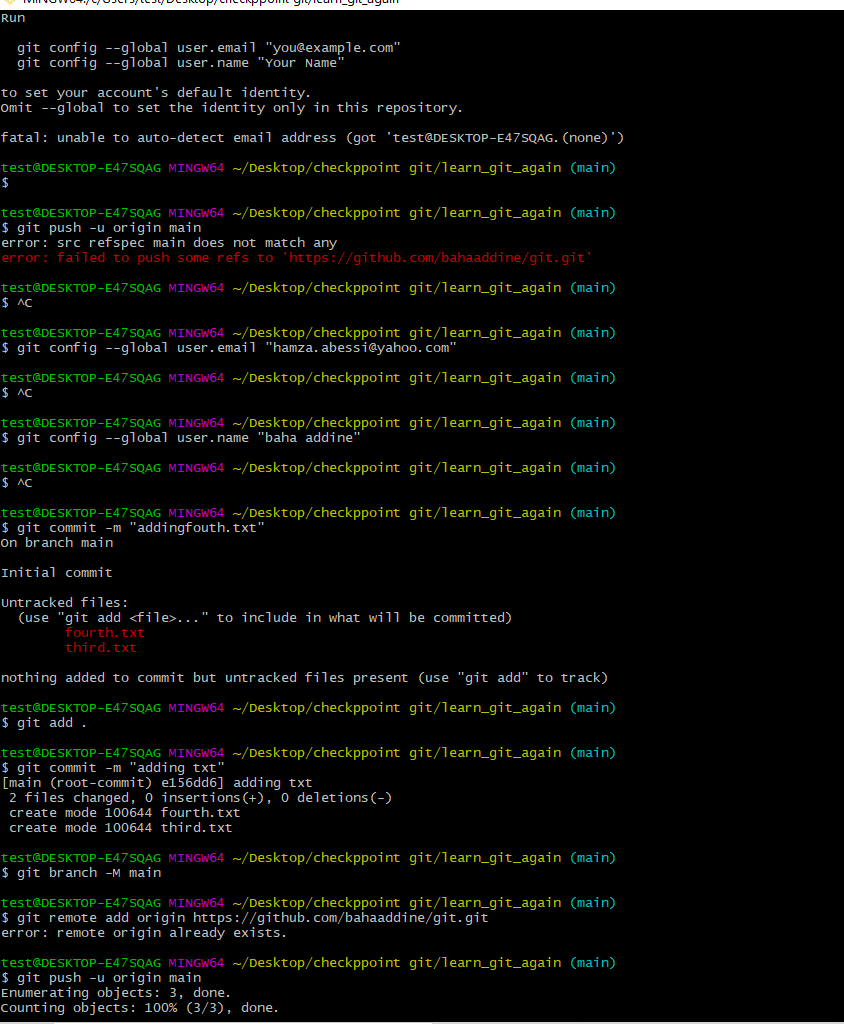 MINGW64:/c/Users/test/Desktop/checkppoint git/learn_git_again
Run
git config --global user.email "you@example.com"
git config --global user.name "Your Name"
to set your account's default identity.
Omit --global to set the identity only in this repository.
fatal: unable to auto-detect email address (got 'test@DESKTOP-E47SQAG.(none)')
test@DESKTOP-E47SQAG MINGW64 ~/Desktop/checkppoint git/learn_git_again (main)
$
test@DESKTOP-E47SQAG MINGW64 ~/Desktop/checkppoint git/learn_git_again (main)
$ git push -u origin main
error: src refspec main does not match any
error: failed to push some refs to 'https://github.com/bahaaddine/git.git'
test@DESKTOP-E47SQAG MINGW64 ~/Desktop/checkppoint git/learn_git_again (main)
$ ^C
test@DESKTOP-E47SQAG MINGW64 ~/Desktop/checkppoint git/learn_git_again (main)
$ git config --global user.email "hamza.abessi@yahoo.com"
test@DESKTOP-E47SQAG MINGW64 ~/Desktop/checkppoint git/learn_git_again (main)
$ ^C
test@DESKTOP-E47SQAG MINGW64 ~/Desktop/checkppoint git/learn_git_again (main)
$ git config --global user.name "baha addine"
test@DESKTOP-E47SQAG MINGW64 ~/Desktop/checkppoint git/learn_git_again (main)
$ ^C
test@DESKTOP-E47SQAG MINGW64 ~/Desktop/checkppoint git/learn_git_again (main)
$ git commit -m "addingfouth.txt"
On branch main
Initial commit
Untracked files:
(use "git add <file>..." to include in what will be committed)
fourth.txt
third.txt
nothing added to commit but untracked files present (use "git add" to track)
test@DESKTOP-E47SQAG MINGW64 ~/Desktop/checkppoint git/learn_git_again (main)
$ git add .
test@DESKTOP-E47SQAG MINGW64 ~/Desktop/checkppoint git/learn_git_again (main)
$ git commit -m "adding txt"
[main (root-commit) e156dd6] adding txt
2 files changed, 0 insertions(+), 0 deletions(-)
create mode 100644 fourth.txt
create mode 100644 third.txt
test@DESKTOP-E47SQAG MINGW64 ~/Desktop/checkppoint git/learn_git_again (main)
$ git branch -M main
test@DESKTOP-E47SQAG MINGW64 ~/Desktop/checkppoint git/learn_git_again (main)
$ git remote add origin https://github.com/bahaaddine/git.git
error: remote origin already exists.
test@DESKTOP-E47SQAG MINGW64 ~/Desktop/checkppoint git/learn_git_again (main)
$ git push -u origin main
Enumerating objects: 3, done.
Counting objects: 100% (3/3), done.